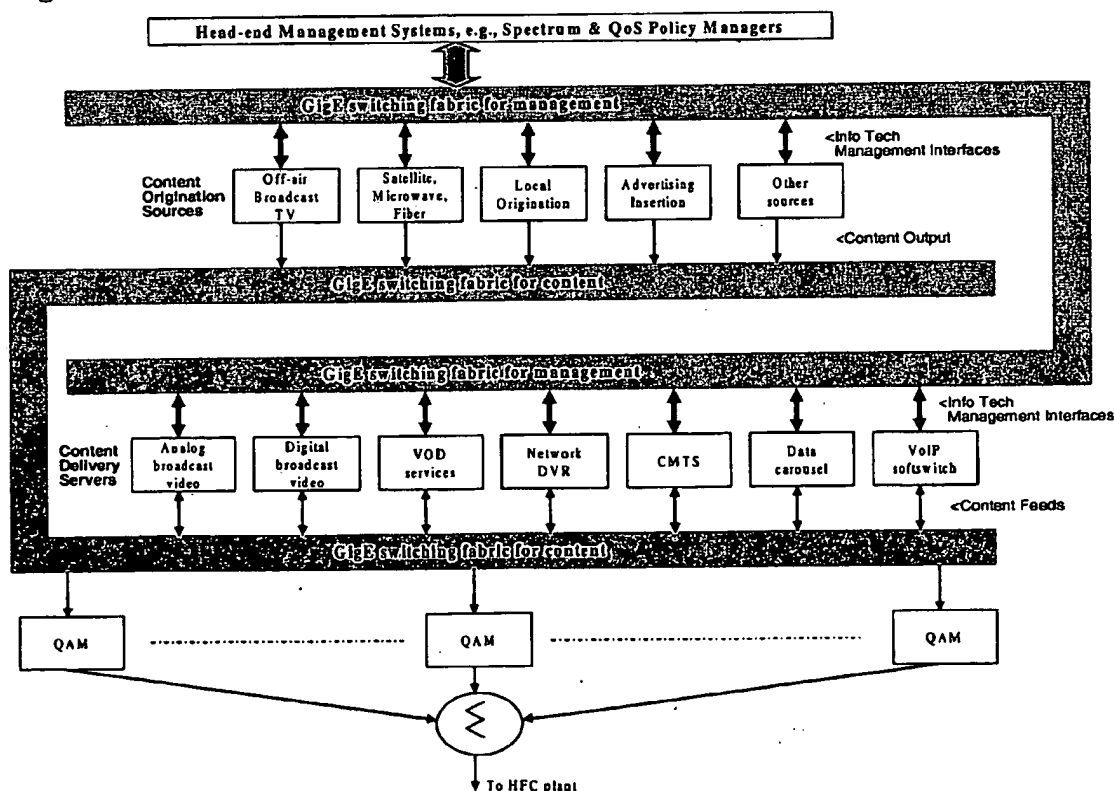 Head-end Management Systems, e.g., Spectrum & QoS Policy Managers
GigE switching fabric for management
<Info Tech
Management Interfaces
Content
Origination
Sources
Off-air
Broadcast
TV
Satellite,
Microwave,
Fiber
Local
Origination
Advertising
Insertion
Other
sources
<Content Output
GigE switching fabric for content
GigE switching fabric for management
<Info Tech
Management Interfaces
Content
Delivery
Servers
Analog
broadcast
video
Digital
broadcast
video
VOD
services
Network
DVR
CMTS
Data
carousel
VoIP
softswitch
<Content Feeds
GigE switching fabric for content
QAM
QAM
QAM
To HFC plant